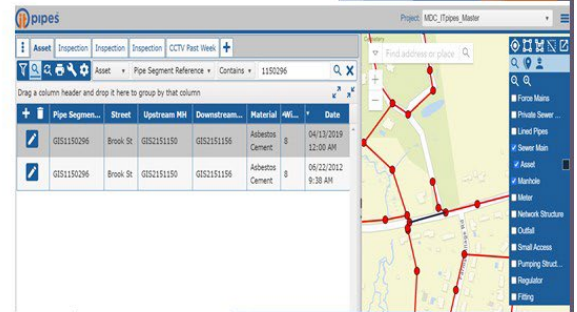 itpipes
Project: MDC_ITpipes_Master
Asset Inspection Inspection Inspection CCTV Past Week
Asset Pipe Segment Reference Contains 1150296
Find address or place
Drag a column header and drop it here to group by that column
Pipe Segmen... Street Upstream MH Downstream... Material Wi... Date
GIS1150296 Brook St GIS2151150 GIS2151156 Asbestos Cement 8 04/13/2019 12:00 AM
GIS1150296 Brook St GIS2151150 GIS2151156 Asbestos Cement 8 06/22/2012 9:38 AM
Cemetery
Force Mains
Private Sewer ...
Lined Pipes
Sewer Main
Asset
Manhole
Meter
Network Structure
Outfall
Small Access
Pumping Struct...
Regulator
Fitting